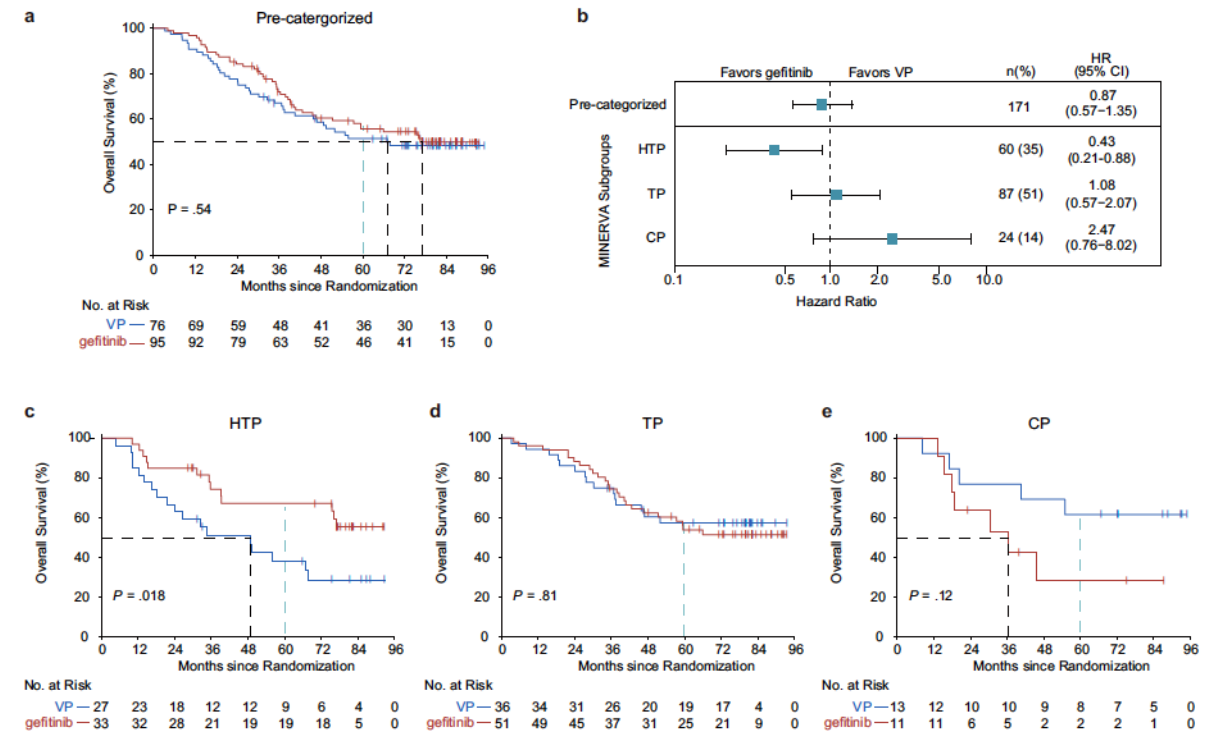 a
Pre-catergorized
Overall Survival (%)
100
80
60
40
20
0
P = .54
0 12 24 36 48 60 72 84 96
Months since Randomization
No. at Risk
VP 76 69 59 48 41 36 30 13 0
gefitinib 95 92 79 63 52 46 41 15 0
b
Favors gefitinib Favors VP n(%) HR
(95% CI)
Pre-categorized 171 0.87
(0.57–1.35)
MINERVA Subgroups
HTP 60 (35) 0.43
(0.21-0.88)
TP 87 (51) 1.08
(0.57–2.07)
CP 24 (14) 2.47
(0.76–8.02)
0.1 0.5 1.0 2.0 5.0 10.0
Hazard Ratio
c
HTP
Overall Survival (%)
100
80
60
40
20
0
P = .018
0 12 24 36 48 60 72 84 96
Months since Randomization
No. at Risk
VP 27 23 18 12 12 9 6 4 0
gefitinib 33 32 28 21 19 19 18 5 0
d
TP
Overall Survival (%)
100
80
60
40
20
0
P = .81
0 12 24 36 48 60 72 84 96
Months since Randomization
No. at Risk
VP 36 34 31 26 20 19 17 4 0
gefitinib 51 49 45 37 31 25 21 9 0
e
CP
Overall Survival (%)
100
80
60
40
20
0
P = .12
0 12 24 36 48 60 72 84 96
Months since Randomization
No. at Risk
VP 13 12 10 10 9 8 7 5 0
gefitinib 11 11 6 5 2 2 2 1 0